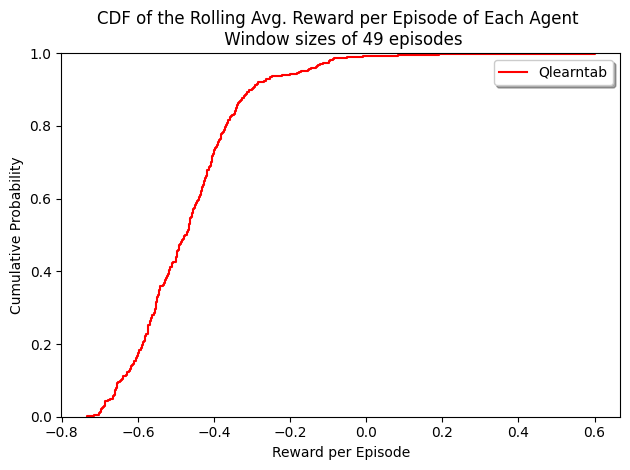 CDF of the Rolling Avg. Reward per Episode of Each Agent
Window sizes of 49 episodes
Qlearntab
1.0
0.8
0.6
0.4
0.2
0.0
Cumulative Probability
−0.8
−0.6
−0.4
−0.2
0.0
0.2
0.4
0.6
Reward per Episode